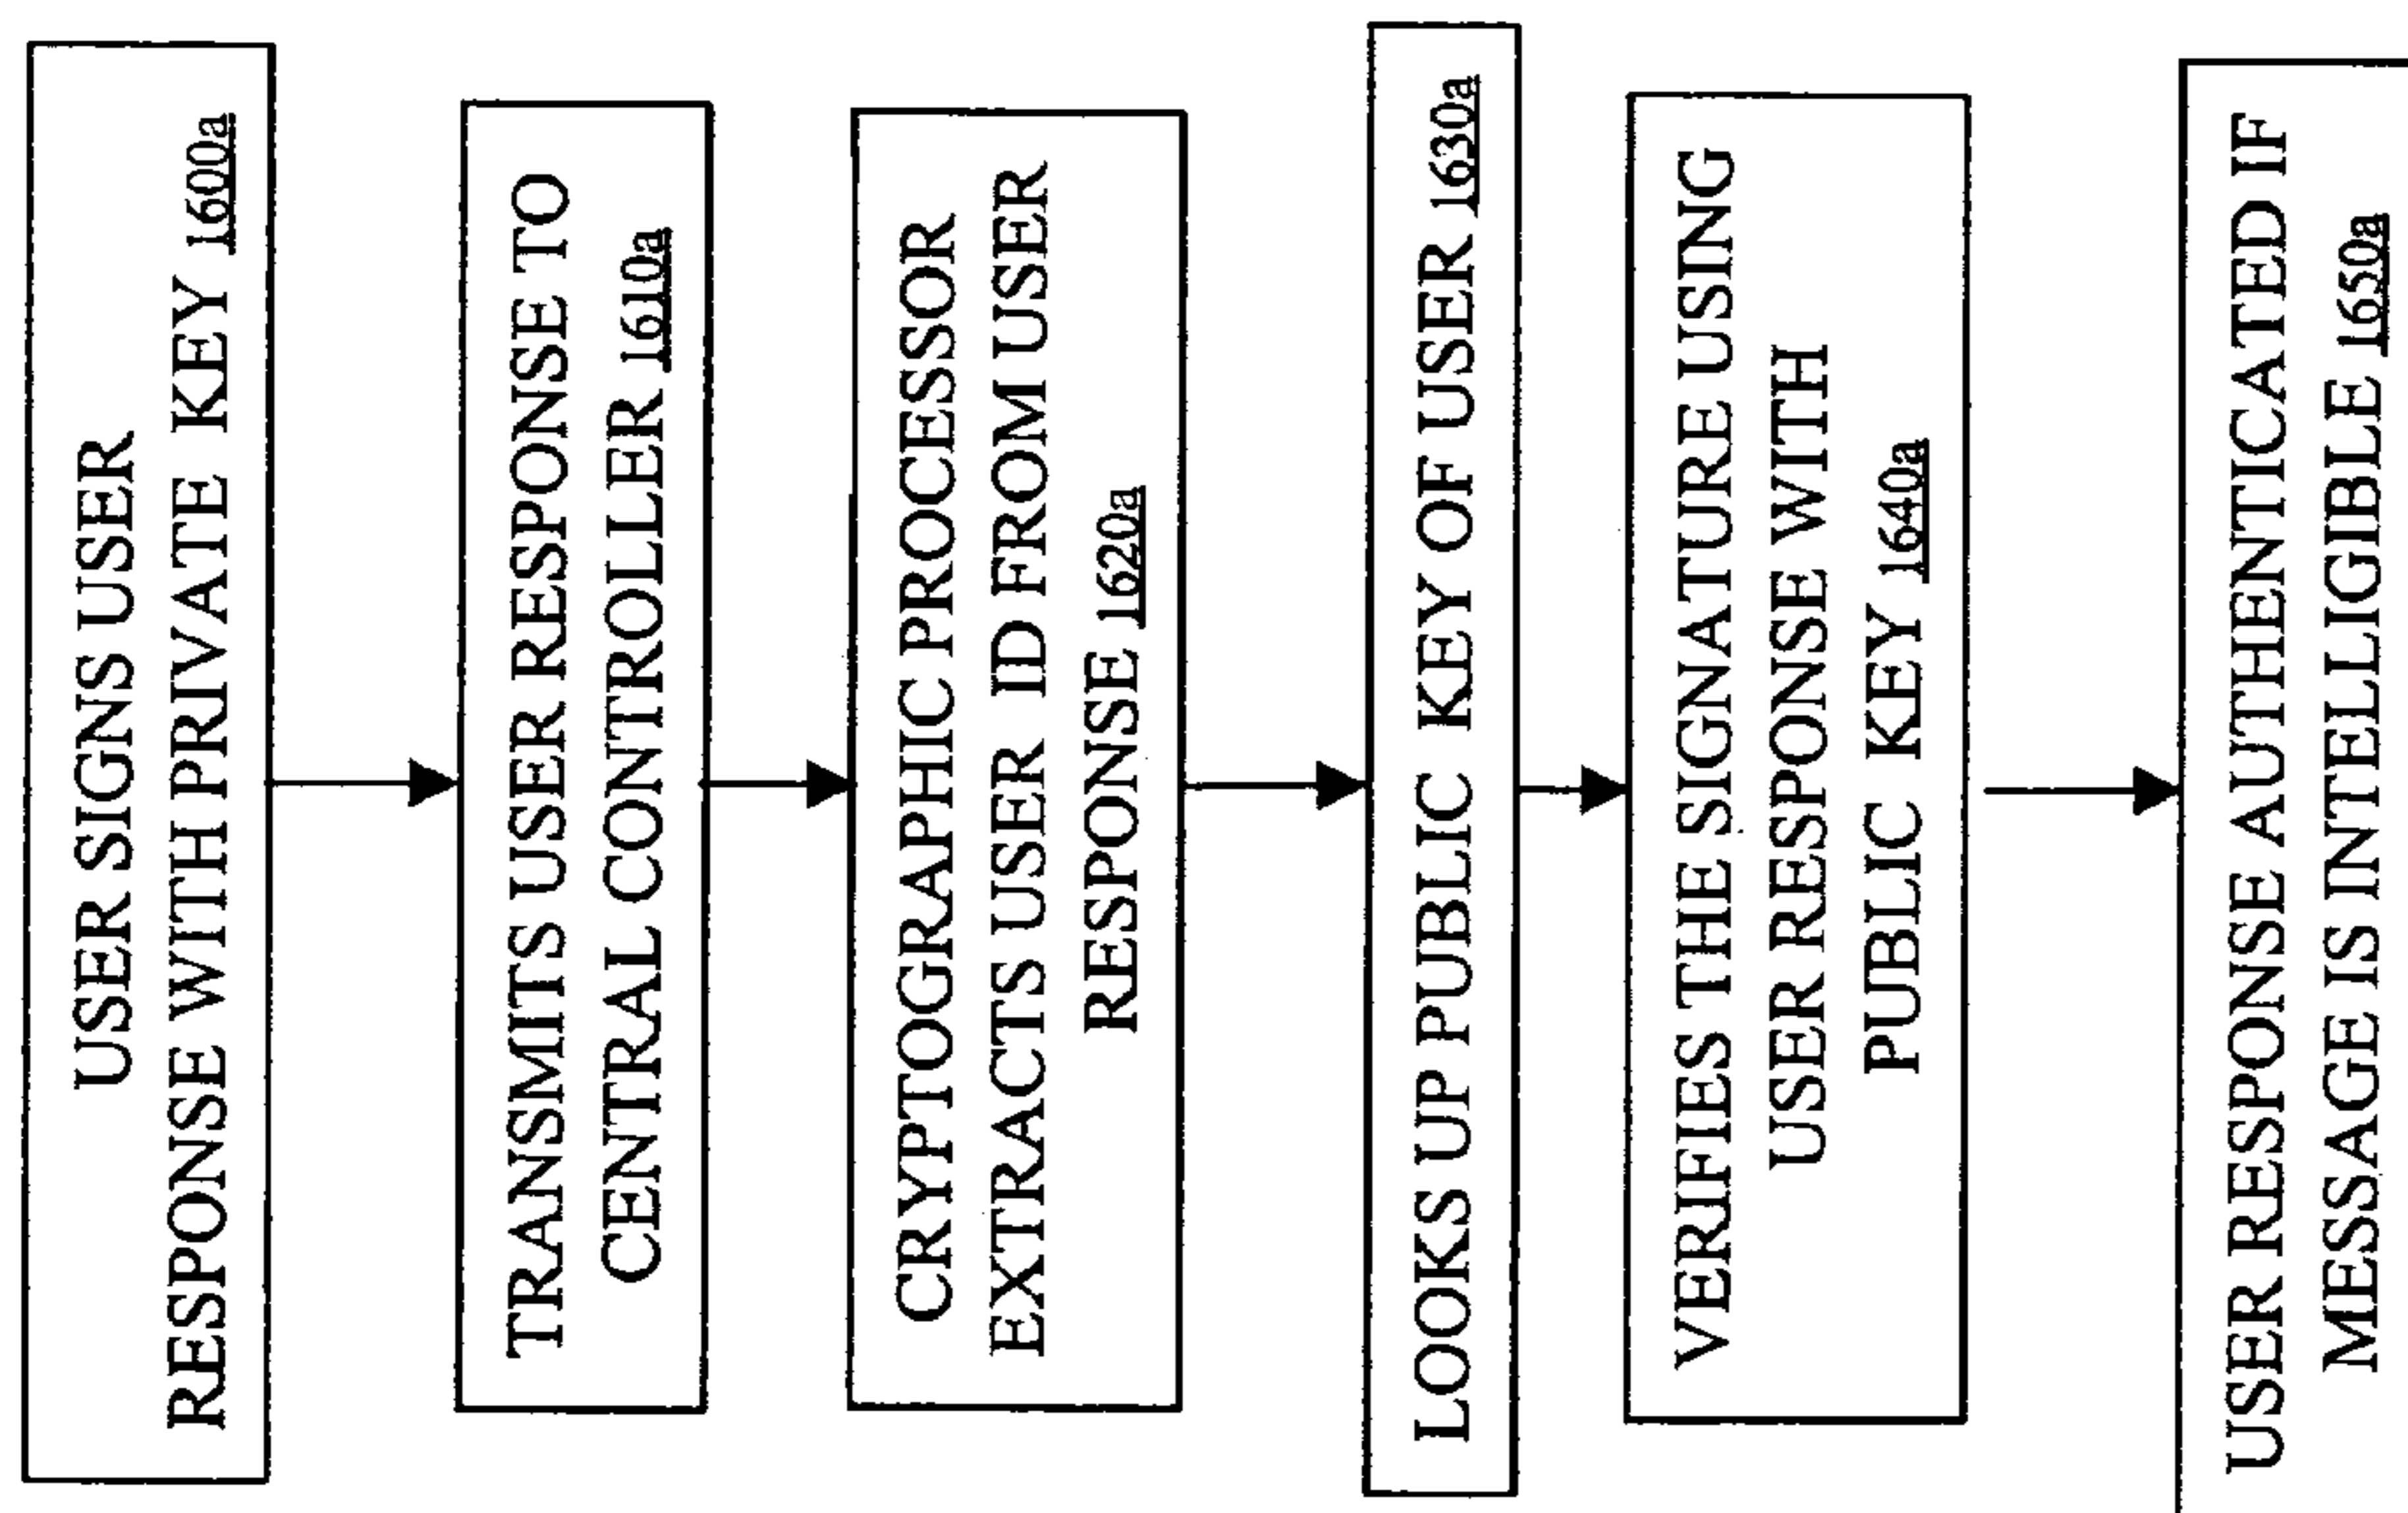 USER SIGNS USER
RESPONSE WITH PRIVATE KEY 1600a
TRANSMITS USER RESPONSE TO
CENTRAL CONTROLLER 1610a
CRYPTOGRAPHIC PROCESSOR
EXTRACTS USER ID FROM USER
RESPONSE 1620a
LOOKS UP PUBLIC KEY OF USER 1630a
VERIFIES THE SIGNATURE USING
USER RESPONSE WITH
PUBLIC KEY 1640a
USER RESPONSE AUTHENTICATED IF
MESSAGE IS INTELLIGIBLE 1650a